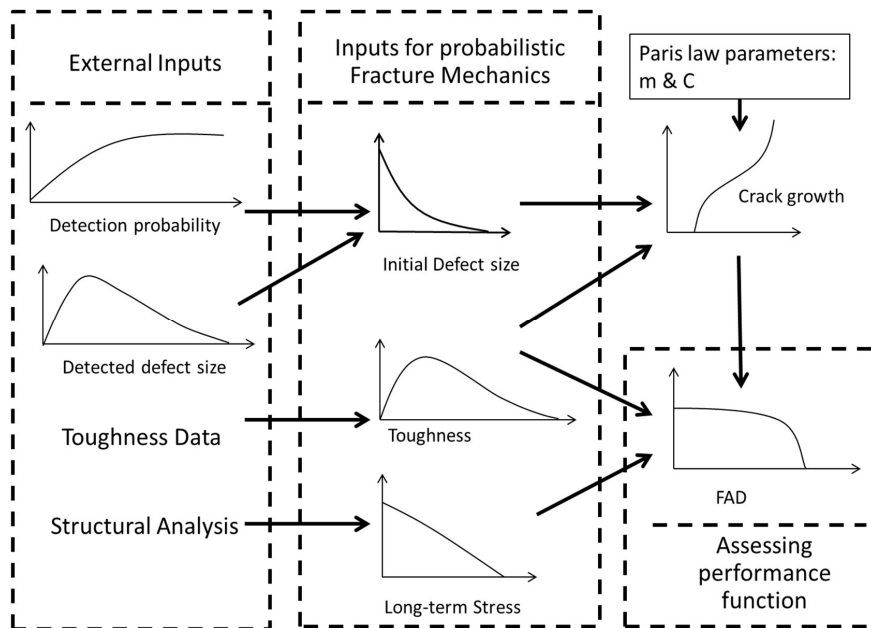 External Inputs
Detection probability
Detected defect size
Toughness Data
Structural Analysis
Inputs for probabilistic
Fracture Mechanics
Initial Defect size
Toughness
Long-term Stress
Paris law parameters:
m & C
Crack growth
FAD
Assessing
performance
function